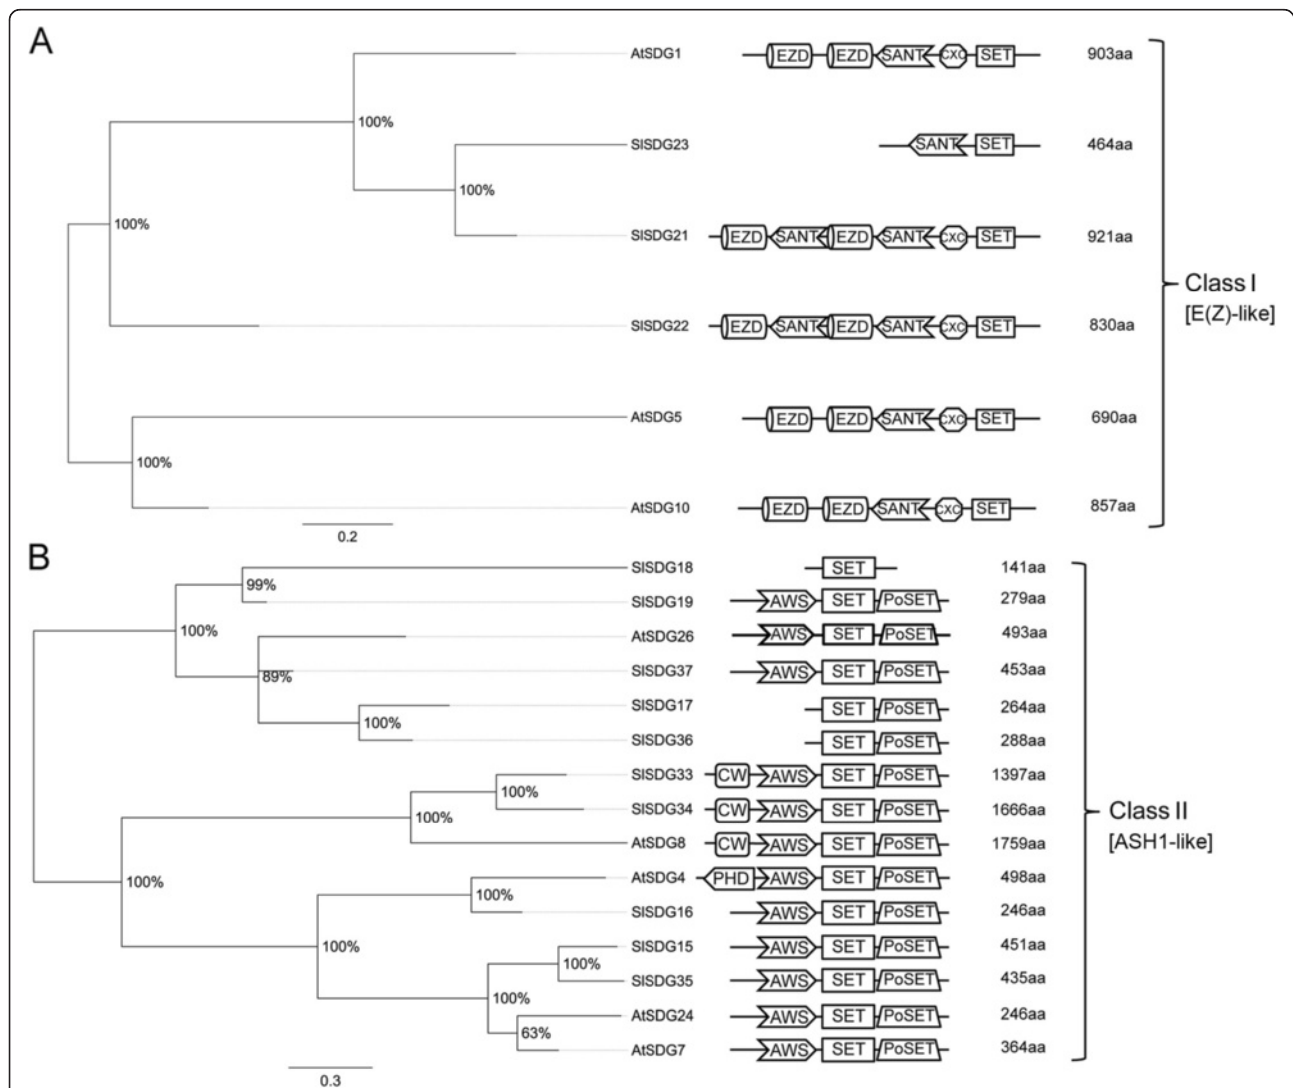 A
AtSDG1 EZD EZD SANT CXC SET 903aa
100%
SlSDG23 SANT SET 464aa
100%
100%
SlSDG21 EZD SANT EZD SANT CXC SET 921aa
Class I
[E(Z)-like]
SlSDG22 EZD SANT EZD SANT CXC SET 830aa
AtSDG5 EZD EZD SANT CXC SET 690aa
100%
AtSDG10 EZD EZD SANT CXC SET 857aa
0.2
B
SlSDG18 SET 141aa
99%
SlSDG19 AWS SET PoSET 279aa
100%
AtSDG26 AWS SET PoSET 493aa
SlSDG37 AWS SET PoSET 453aa
89%
SlSDG17 SET PoSET 264aa
100%
SlSDG36 SET PoSET 288aa
SlSDG33 CW AWS SET PoSET 1397aa
100%
SlSDG34 CW AWS SET PoSET 1666aa
100%
Class II
[ASH1-like]
AtSDG8 CW AWS SET PoSET 1759aa
100%
AtSDG4 PHD AWS SET PoSET 498aa
100%
SlSDG16 AWS SET PoSET 246aa
100%
SlSDG15 AWS SET PoSET 451aa
100%
SlSDG35 AWS SET PoSET 435aa
100%
AtSDG24 AWS SET PoSET 246aa
63%
AtSDG7 AWS SET PoSET 364aa
0.3